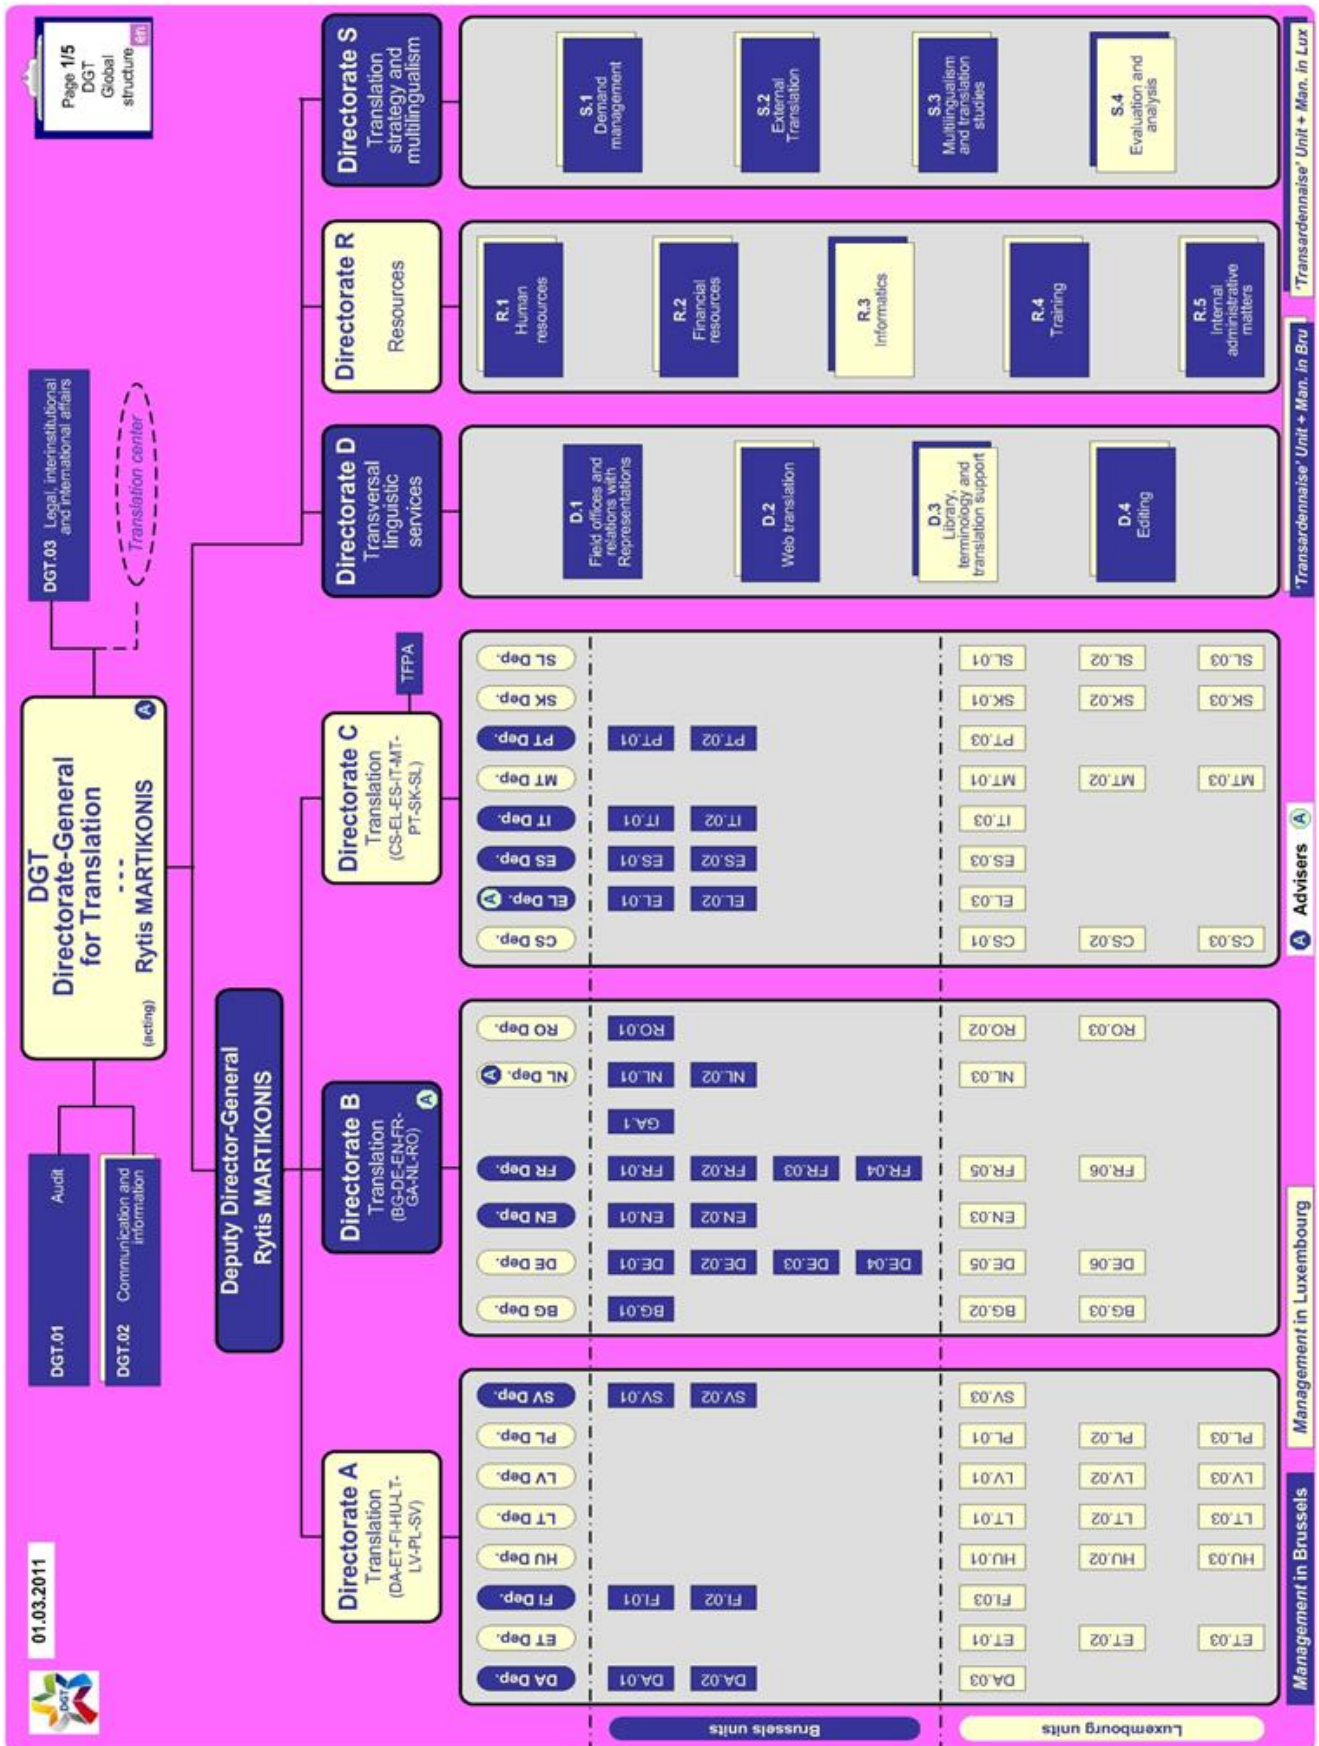 DGT
01.03.2011
Page 1/5
DGT
Global
structure
en
DGT
Directorate-General
for Translation
---
(acting) Rytis MARTIKONIS
A
DGT.01 Audit
DGT.02 Communication and
information
DGT.03 Legal, interinstitutional
and international affairs
Translation center
Deputy Director-General
Rytis MARTIKONIS
Directorate A
Translation
(DA-ET-FI-HU-LT-
LV-PL-SV)
Directorate B
Translation
(BG-DE-EN-FR-
GA-NL-RO)
A
Directorate C
Translation
(CS-EL-ES-IT-MT-
PT-SK-SL)
TFPA
Directorate D
Transversal
linguistic
services
Directorate R
Resources
Directorate S
Translation
strategy and
multilingualism
DA Dep.
ET Dep.
FI Dep.
HU Dep.
LT Dep.
LV Dep.
PL Dep.
SV Dep.
BG Dep.
DE Dep.
EN Dep.
FR Dep.
NL Dep. A
RO Dep.
CS Dep.
EL Dep. A
ES Dep.
IT Dep.
MT Dep.
PT Dep.
SK Dep.
SL Dep.
Brussels units
DA.01
DA.02
FI.01
FI.02
SV.01
SV.02
BG.01
DE.01
DE.02
DE.03
DE.04
EN.01
EN.02
FR.01
FR.02
FR.03
FR.04
GA.1
NL.01
NL.02
RO.01
EL.01
EL.02
ES.01
ES.02
IT.01
IT.02
PT.01
PT.02
Luxembourg units
DA.03
ET.01
ET.02
ET.03
FI.03
HU.01
HU.02
HU.03
LT.01
LT.02
LT.03
LV.01
LV.02
LV.03
PL.01
PL.02
PL.03
SV.03
BG.02
BG.03
DE.05
DE.06
EN.03
FR.05
FR.06
NL.03
RO.02
RO.03
CS.01
CS.02
CS.03
EL.03
ES.03
IT.03
MT.01
MT.02
MT.03
PT.03
SK.01
SK.02
SK.03
SL.01
SL.02
SL.03
D.1
Field offices and
relations with
Representations
D.2
Web translation
D.3
Library,
terminology and
translation support
D.4
Editing
R.1
Human
resources
R.2
Financial
resources
R.3
Informatics
R.4
Training
R.5
Internal
administrative
matters
S.1
Demand
management
S.2
External
Translation
S.3
Multilingualism
and translation
studies
S.4
Evaluation and
analysis
Management in Brussels
Management in Luxembourg
A Advisers A
'Transardennaise' Unit + Man. in Bru
'Transardennaise' Unit + Man. in Lux